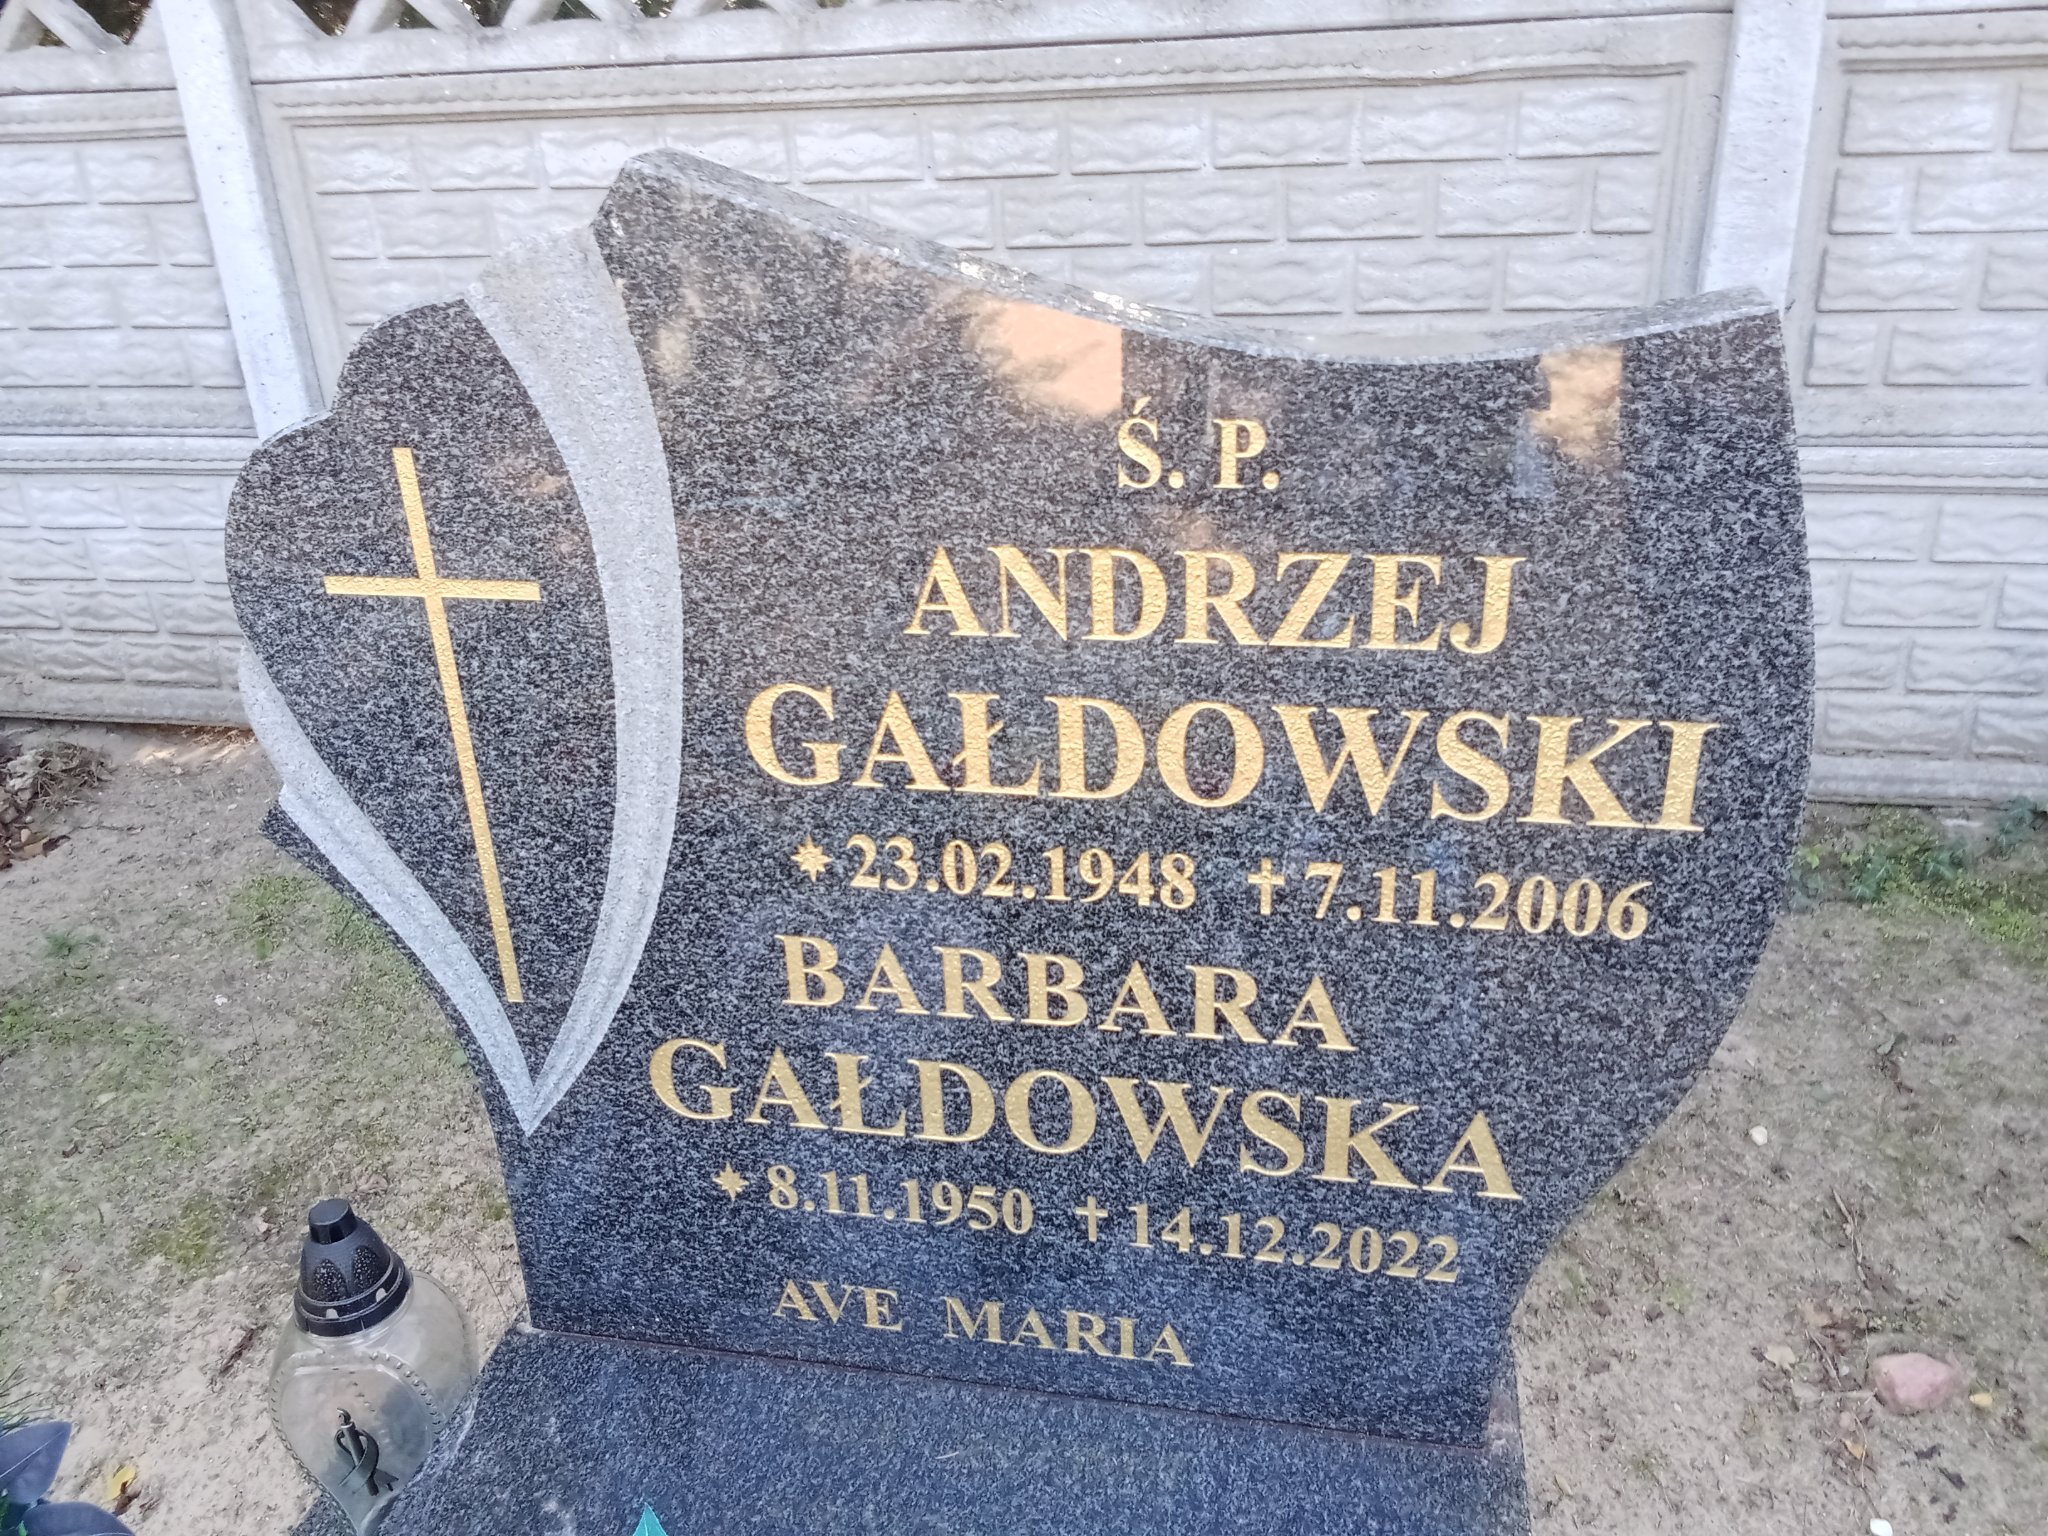 Ś. P.
ANDRZEJ
GAŁDOWSKI
* 23.02.1948 † 7.11.2006
BARBARA
GAŁDOWSKA
* 8.11.1950 † 14.12.2022
AVE MARIA